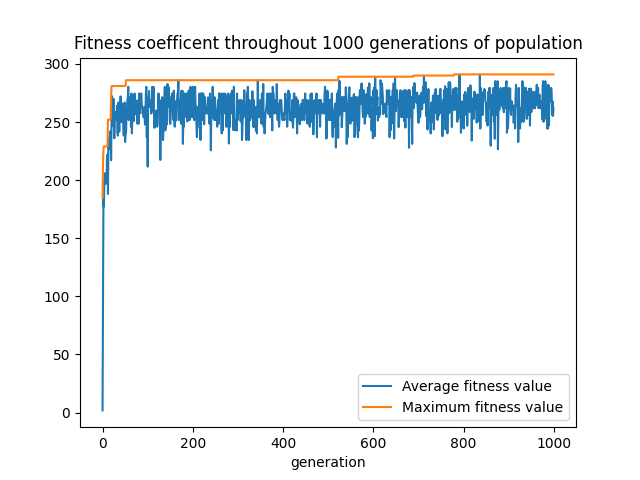 Fitness coefficent throughout 1000 generations of population
300
250
200
150
100
50
0
Average fitness value
Maximum fitness value
0 200 400 600 800 1000
generation